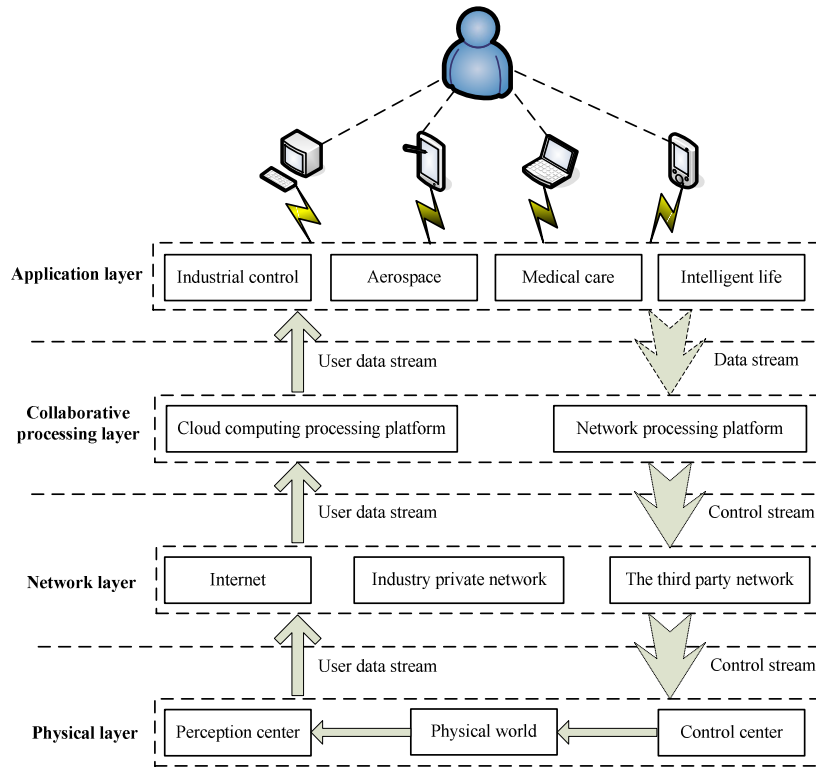 Application layer
Industrial control
Aerospace
Medical care
Intelligent life
User data stream
Data stream
Collaborative
processing layer
Cloud computing processing platform
Network processing platform
User data stream
Control stream
Network layer
Internet
Industry private network
The third party network
User data stream
Control stream
Physical layer
Perception center
Physical world
Control center